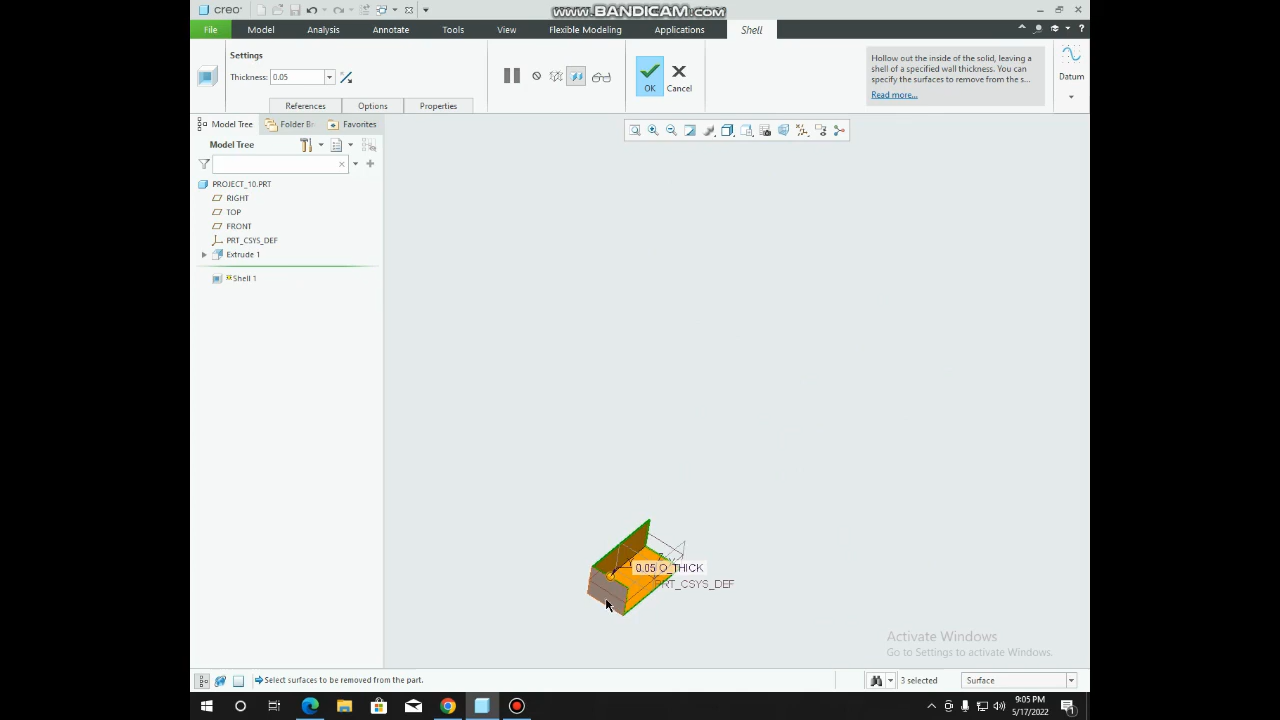 creo
www.BANDICAM.com
File Model Analysis Annotate Tools View Flexible Modeling Applications Shell
Settings
Thickness: 0.05
OK
Cancel
References Options Properties
Hollow out the inside of the solid, leaving a
shell of a specified wall thickness. You can
specify the surfaces to remove from the s...
Read more...
Datum
Model Tree Folder B Favorites
Model Tree
PROJECT_10.PRT
RIGHT
TOP
FRONT
PRT_CSYS_DEF
Extrude 1
Shell 1
0.05 O_THICK
PRT_CSYS_DEF
Activate Windows
Go to Settings to activate Windows.
Select surfaces to be removed from the part.
3 selected
Surface
9:05 PM
5/17/2022
1